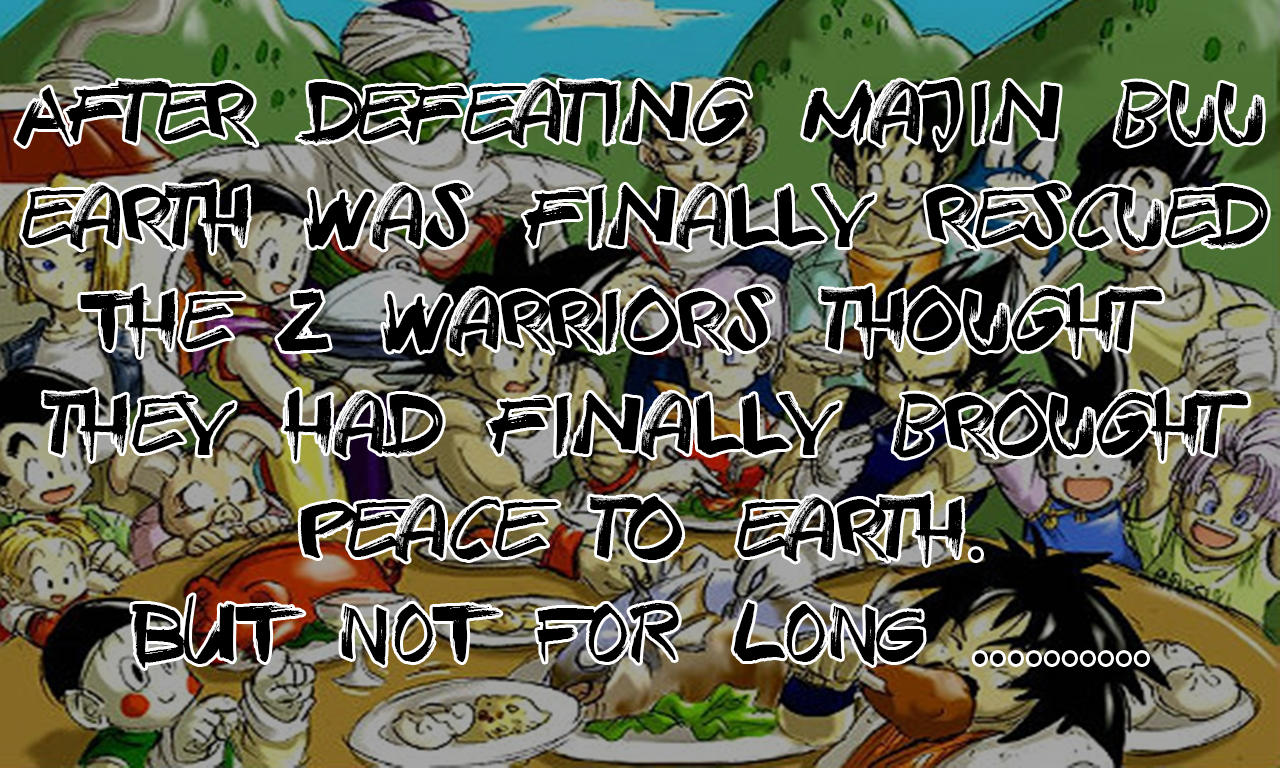 AFTER DEFEATING MAJIN BUU
EARTH WAS FINALLY RESCUED
THE Z WARRIORS THOUGHT
THEY HAD FINALLY BROUGHT
PEACE TO EARTH.
BUT NOT FOR LONG ..........